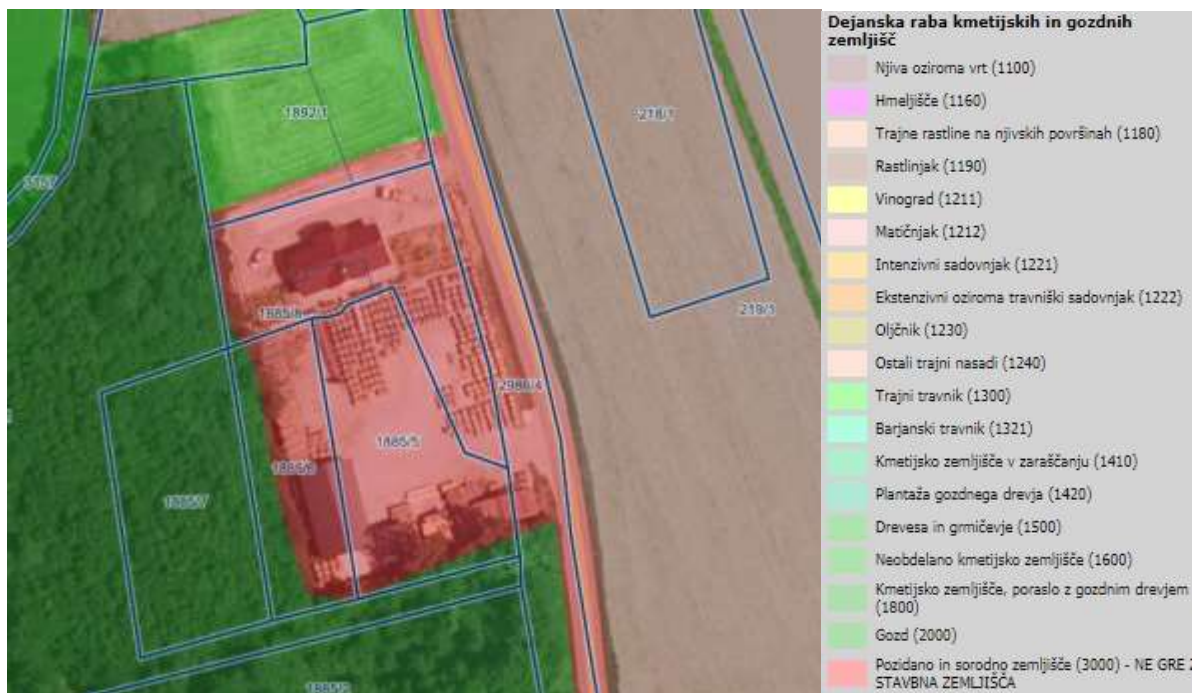 1892/1
218/1
3157
1885/8
219/1
2986/4
1885/5
1885/7
Dejanska raba kmetijskih in gozdnih
zemljišč
Njiva oziroma vrt (1100)
Hmeljišče (1160)
Trajne rastline na njivskih površinah (1180)
Rastlinjak (1190)
Vinograd (1211)
Matičnjak (1212)
Intenzivni sadovnjak (1221)
Ekstenzivni oziroma travniški sadovnjak (1222)
Oljčnik (1230)
Ostali trajni nasadi (1240)
Trajni travnik (1300)
Barjanski travnik (1321)
Kmetijsko zemljišče v zaraščanju (1410)
Plantaža gozdnega drevja (1420)
Drevesa in grmičevje (1500)
Neobdelano kmetijsko zemljišče (1600)
Kmetijsko zemljišče, poraslo z gozdnim drevjem
(1800)
Gozd (2000)
Pozidano in sorodno zemljišče (3000) - NE GRE
STAVBNA ZEMLJIŠČA